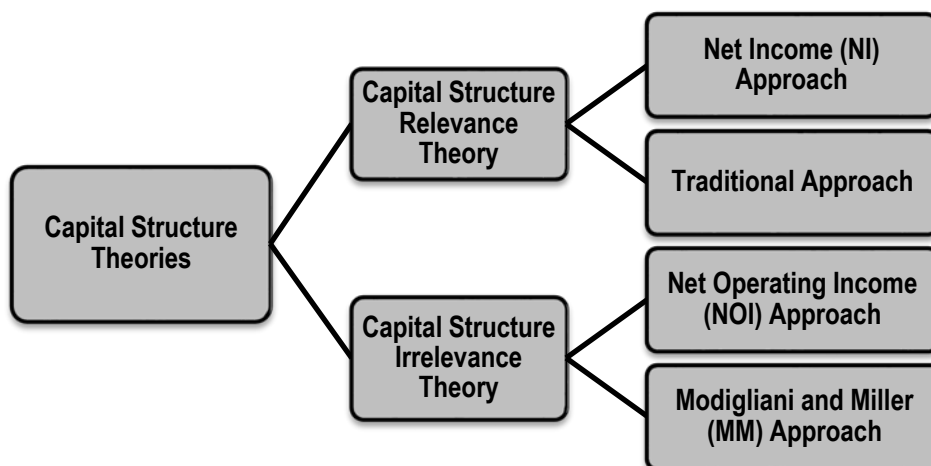 Capital Structure
Theories
Capital Structure
Relevance
Theory
Net Income (NI)
Approach
Traditional Approach
Capital Structure
Irrelevance
Theory
Net Operating Income
(NOI) Approach
Modigliani and Miller
(MM) Approach